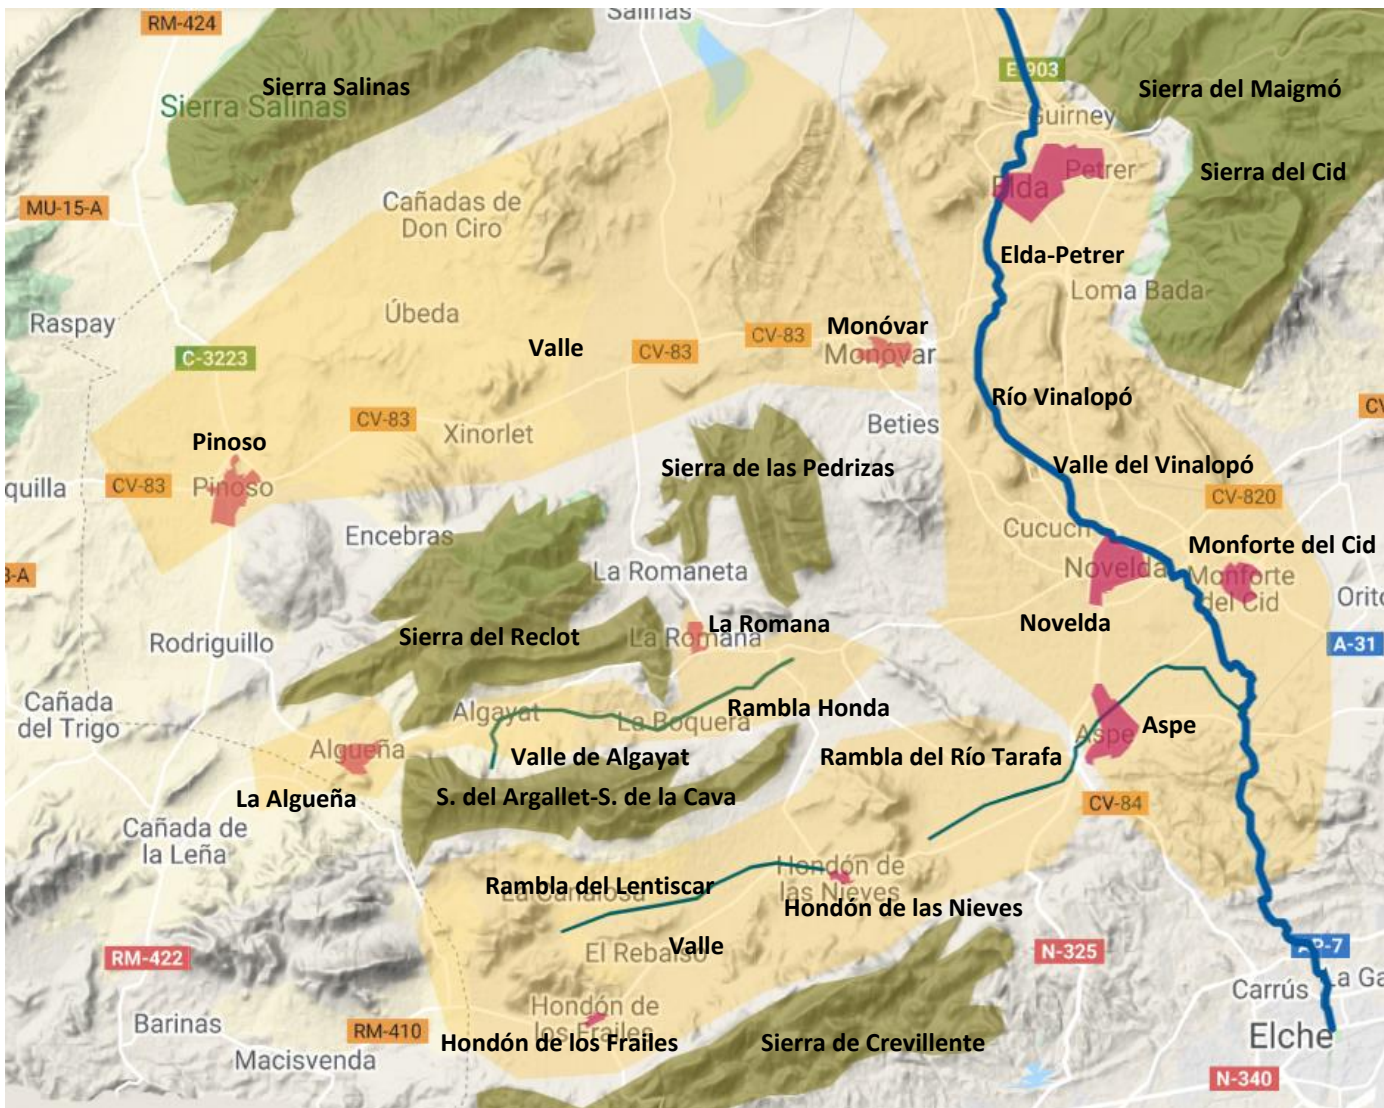 Salinas
RM-424
E-903
Sierra Salinas
Sierra Salinas
Sierra del Maigmó
Guirney
Petrer
Elda
Sierra del Cid
Cañadas de
Don Ciro
MU-15-A
Elda-Petrer
Loma Bada
Úbeda
Raspay
Monóvar
CV-83
CV-83
Monóvar
Valle
C-3223
Río Vinalopó
CV-83
Beties
Xinorlet
Pinoso
Sierra de las Pedrizas
Valle del Vinalopó
quilla
CV-83
Pinoso
CV-820
Encebras
Cucuch
Monforte del Cid
La Romaneta
Novelda
Monforte
del Cid
Orito
Novelda
La Romana
La Romana
Sierra del Reclot
Rodriguillo
A-31
Cañada
del Trigo
Algayat
La Boquera
Rambla Honda
Aspe
Aspe
Algueña
Valle de Algayat
Rambla del Río Tarafa
La Algueña
S. del Argallet-S. de la Cava
CV-84
Cañada de
la Leña
Hondón de
las Nieves
Rambla del Lentiscar
La Canalosa
Hondón de las Nieves
Valle
El Rebalso
RM-422
N-325
AP-7
Carrús
La Ga
Hondón de
los Frailes
Barinas
RM-410
Elche
Hondón de los Frailes
Sierra de Crevillente
Macisvenda
N-340